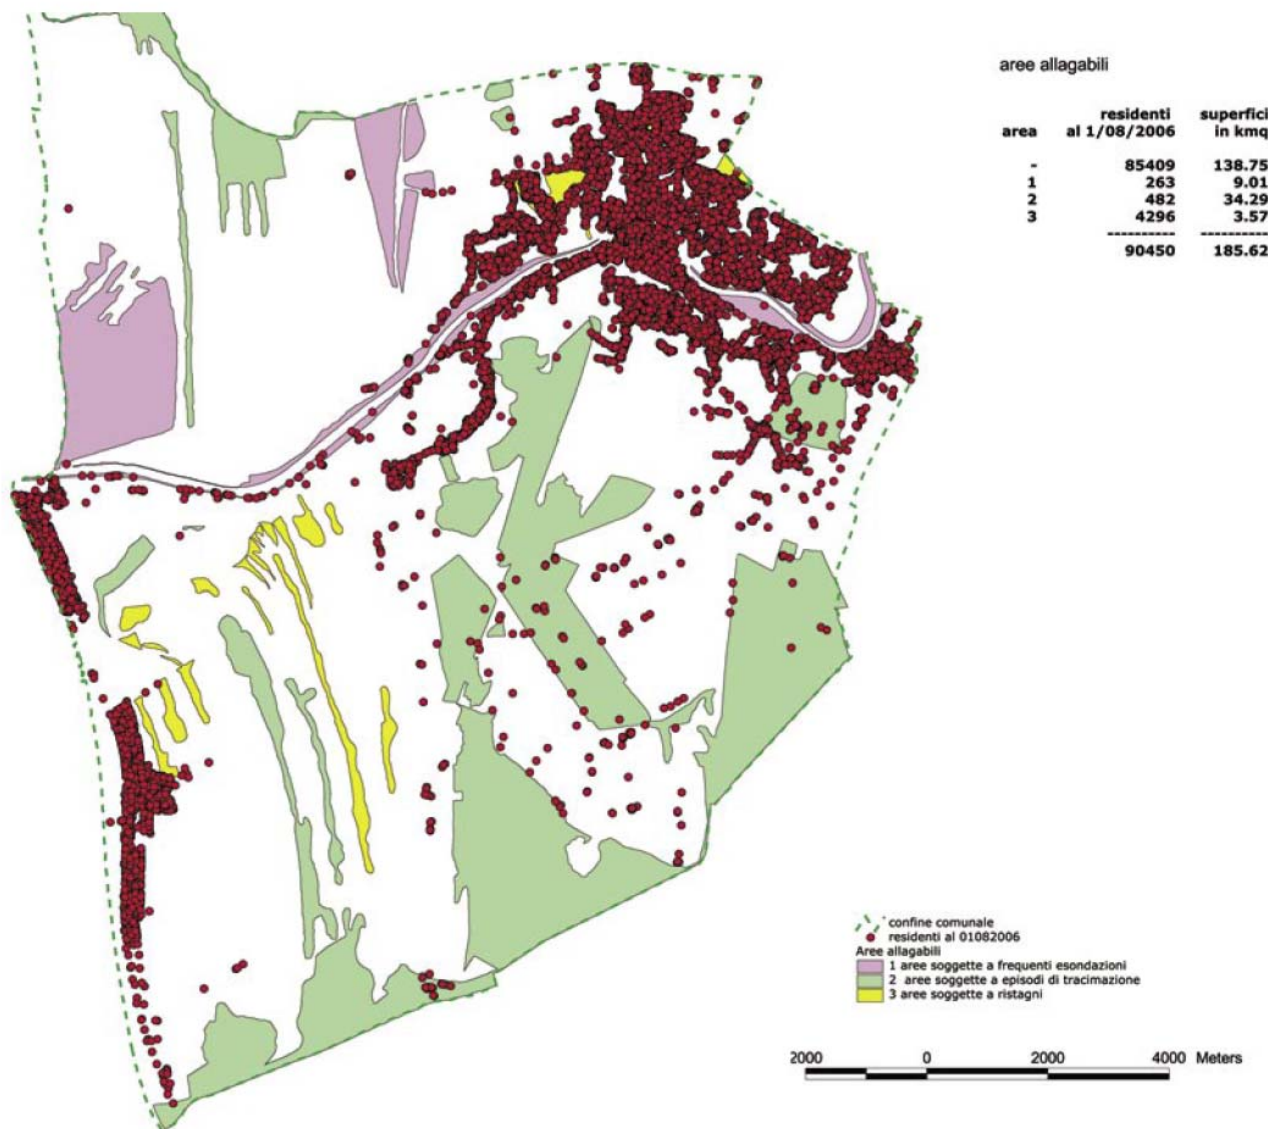 aree allagabili
residenti superfici
area al 1/08/2006 in kmq
- 85409 138.75
1 263 9.01
2 482 34.29
3 4296 3.57
---------- ----------
90450 185.62
confine comunale
residenti al 01082006
Aree allagabili
1 aree soggette a frequenti esondazioni
2 aree soggette a episodi di tracimazione
3 aree soggette a ristagni
2000 0 2000 4000 Meters